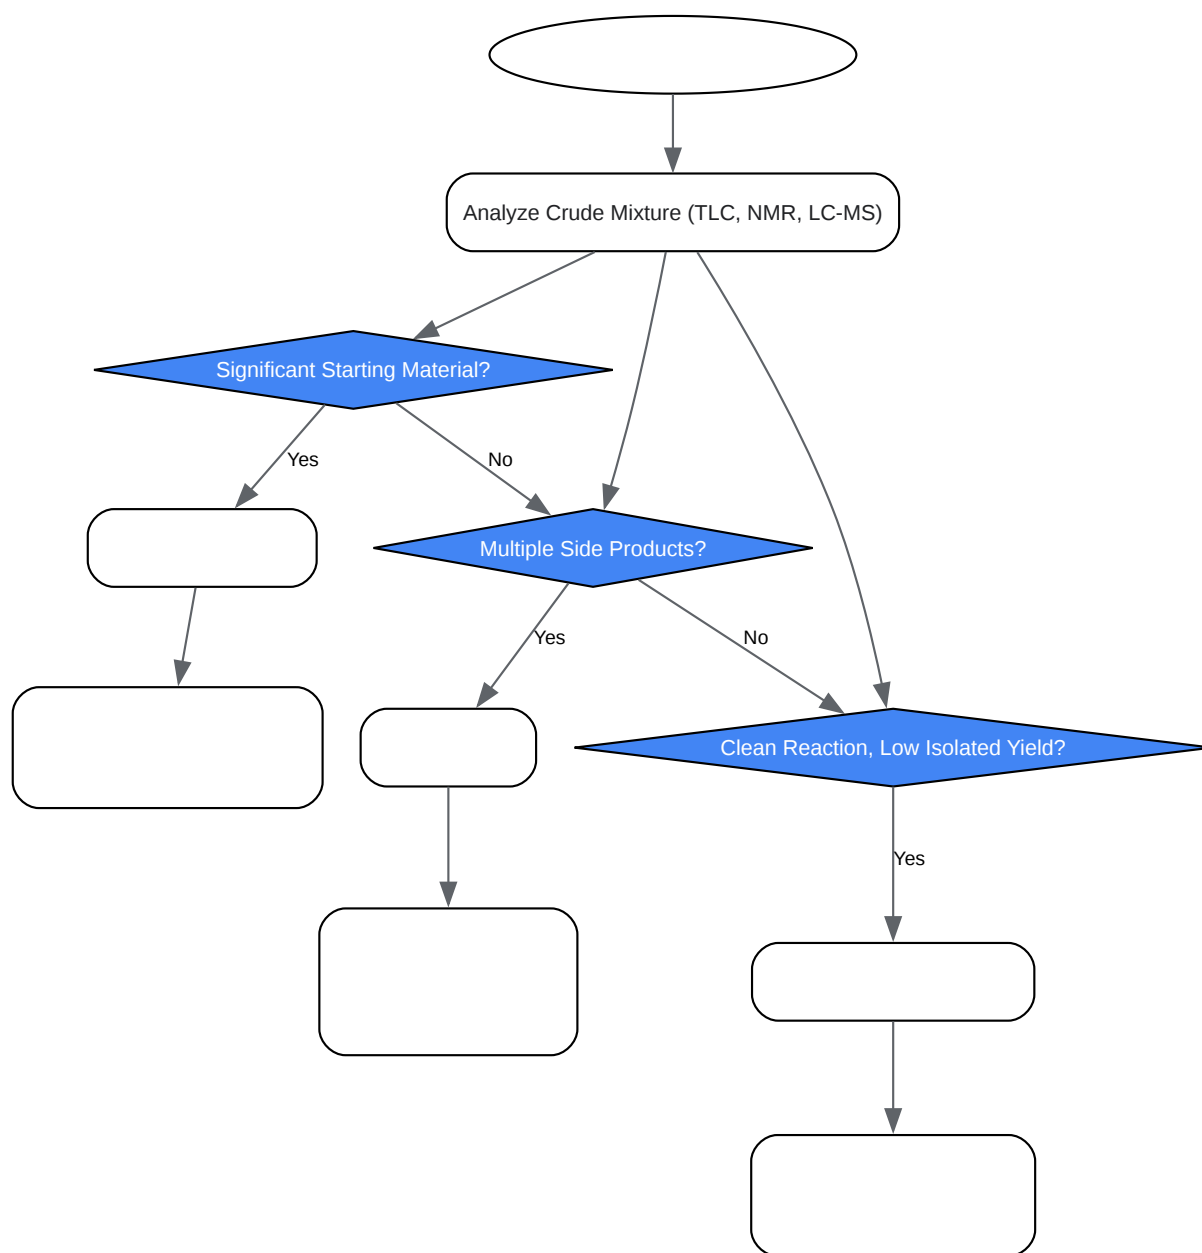 Analyze Crude Mixture (TLC, NMR, LC-MS)
Significant Starting Material?
Yes
No
Multiple Side Products?
Yes
No
Clean Reaction, Low Isolated Yield?
Yes